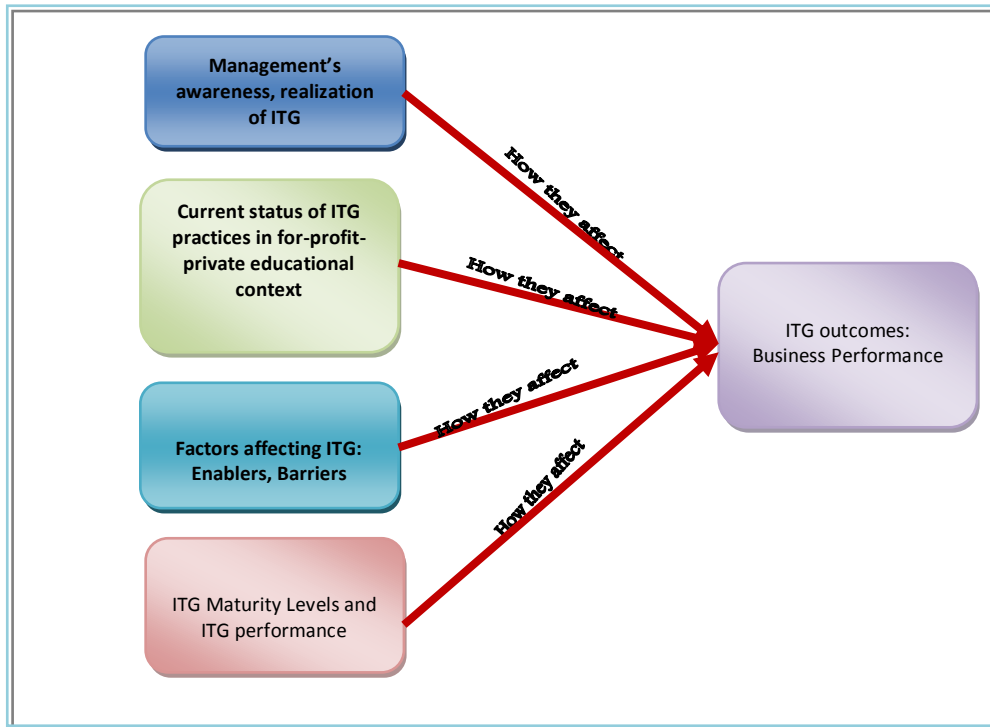 Management’s
awareness, realization
of ITG
How they affect
Current status of ITG
practices in for-profit-
private educational
context
How they affect
ITG outcomes:
Business Performance
How they affect
Factors affecting ITG:
Enablers, Barriers
How they affect
ITG Maturity Levels and
ITG performance